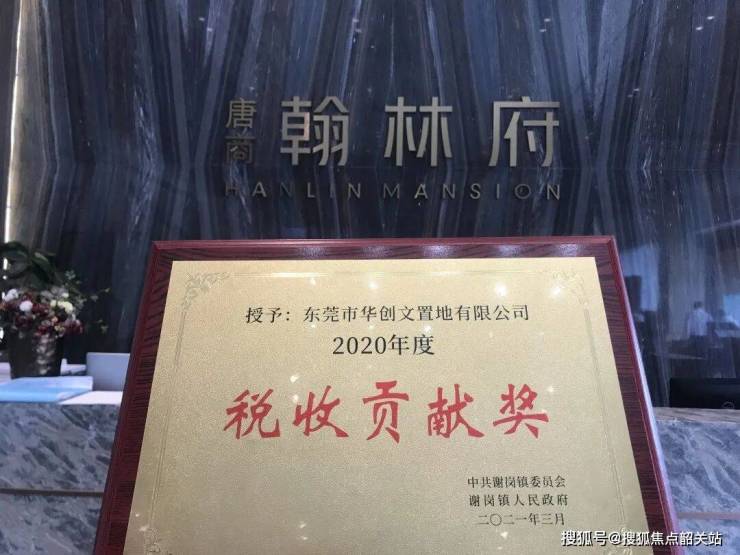 唐商 翰林府
HANLIN MANSION
授予：东莞市华创文置地有限公司
2020年度
税收贡献奖
中共谢岗镇委员会
谢岗镇人民政府
二〇二一年三月
搜狐号@搜狐焦点韶关站